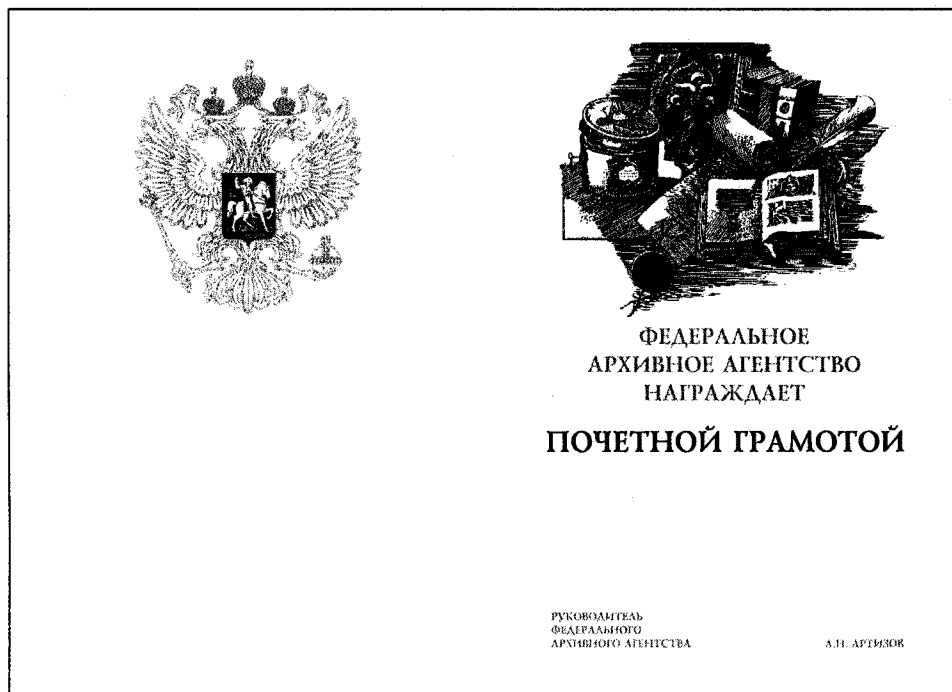 ФЕДЕРАЛЬНОЕ
АРХИВНОЕ АГЕНТСТВО
НАГРАЖДАЕТ
ПОЧЕТНОЙ ГРАМОТОЙ
РУКОВОДИТЕЛЬ
ФЕДЕРАЛЬНОГО
АРХИВНОГО АГЕНТСТВА
А.Н. АРТИЗОВ